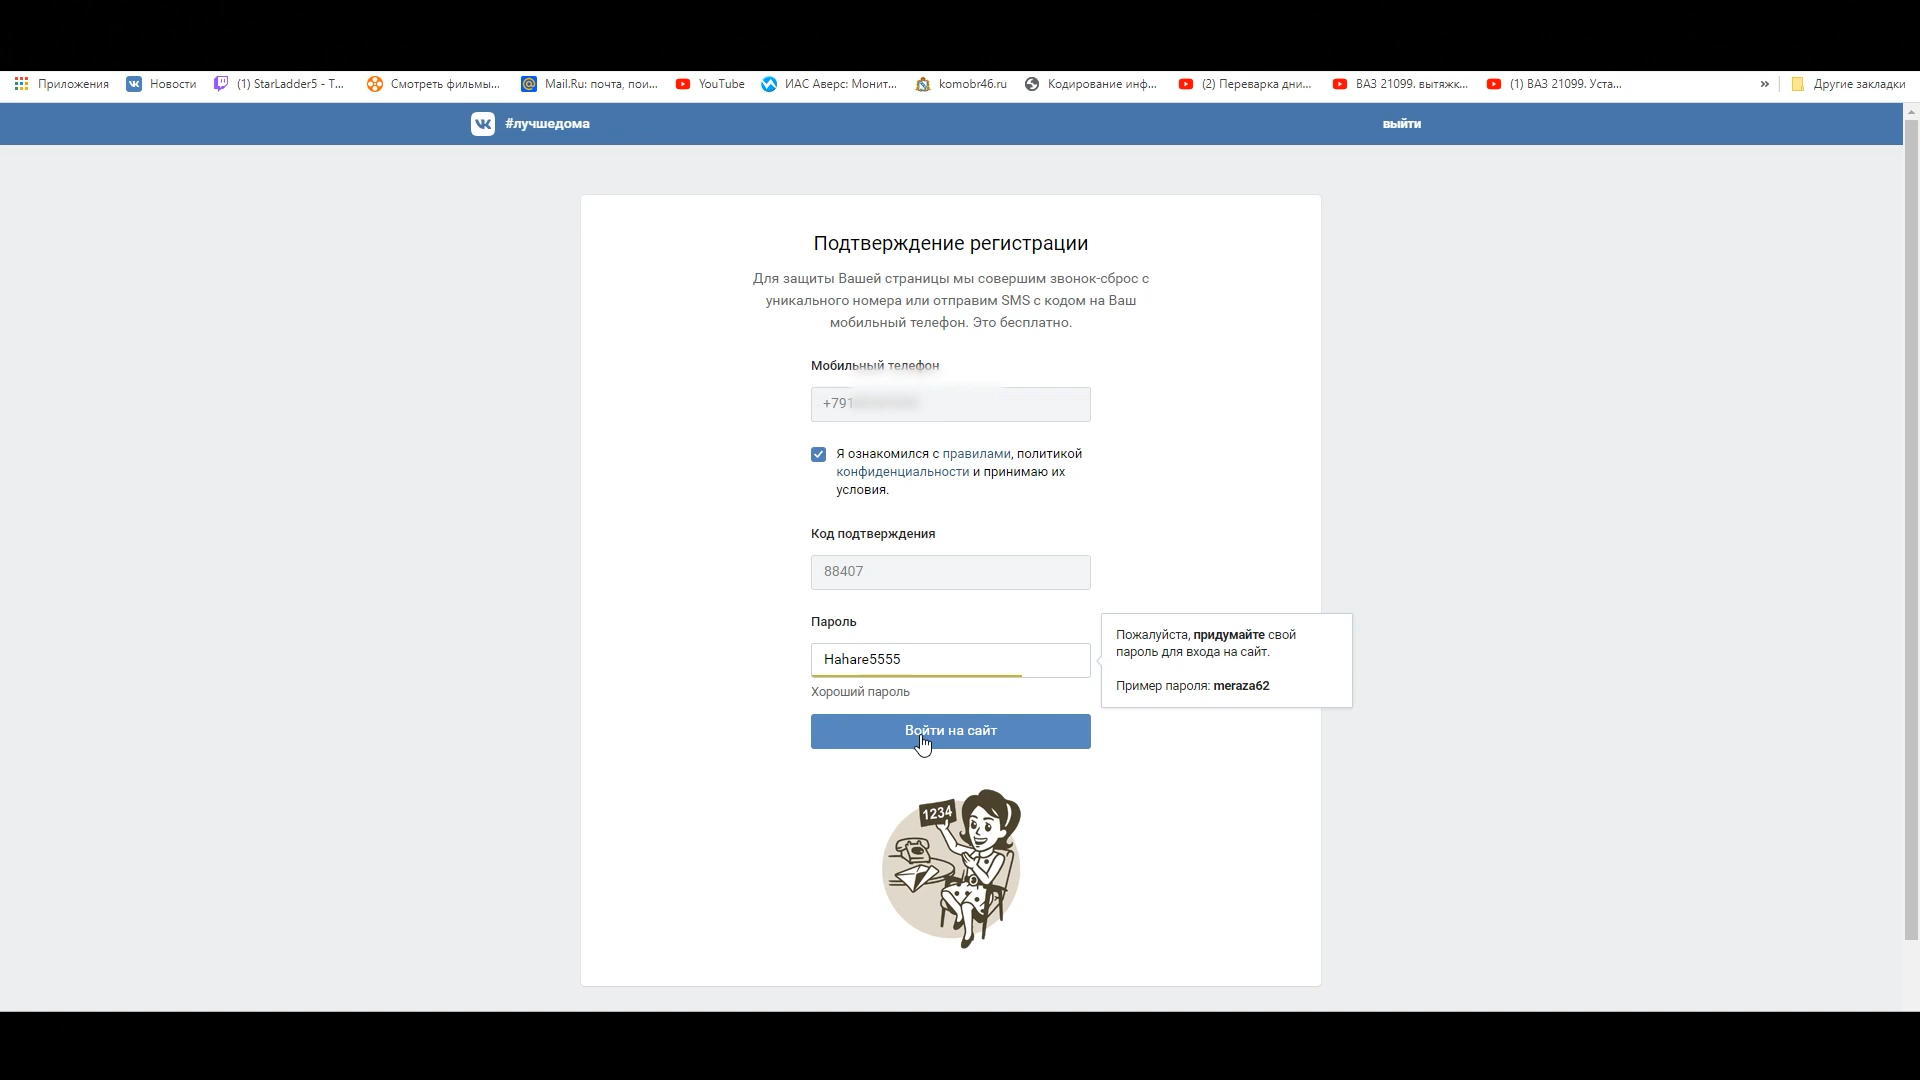 Приложения Новости (1) StarLadder5 - T... Смотреть фильмы... Mail.Ru: почта, пои... YouTube ИАС Аверс: Монит... komobr46.ru Кодирование инф... (2) Переварка дни... ВАЗ 21099. вытяжк... (1) ВАЗ 21099. Уста... » Другие закладки
#лучшедома выйти
Подтверждение регистрации
Для защиты Вашей страницы мы совершим звонок-сброс с
уникального номера или отправим SMS с кодом на Ваш
мобильный телефон. Это бесплатно.
Мобильный телефон
+791
Я ознакомился с правилами, политикой
конфиденциальности и принимаю их
условия.
Код подтверждения
88407
Пароль
Hahare5555
Хороший пароль
Пожалуйста, придумайте свой
пароль для входа на сайт.
Пример пароля: meraza62
Войти на сайт
1234